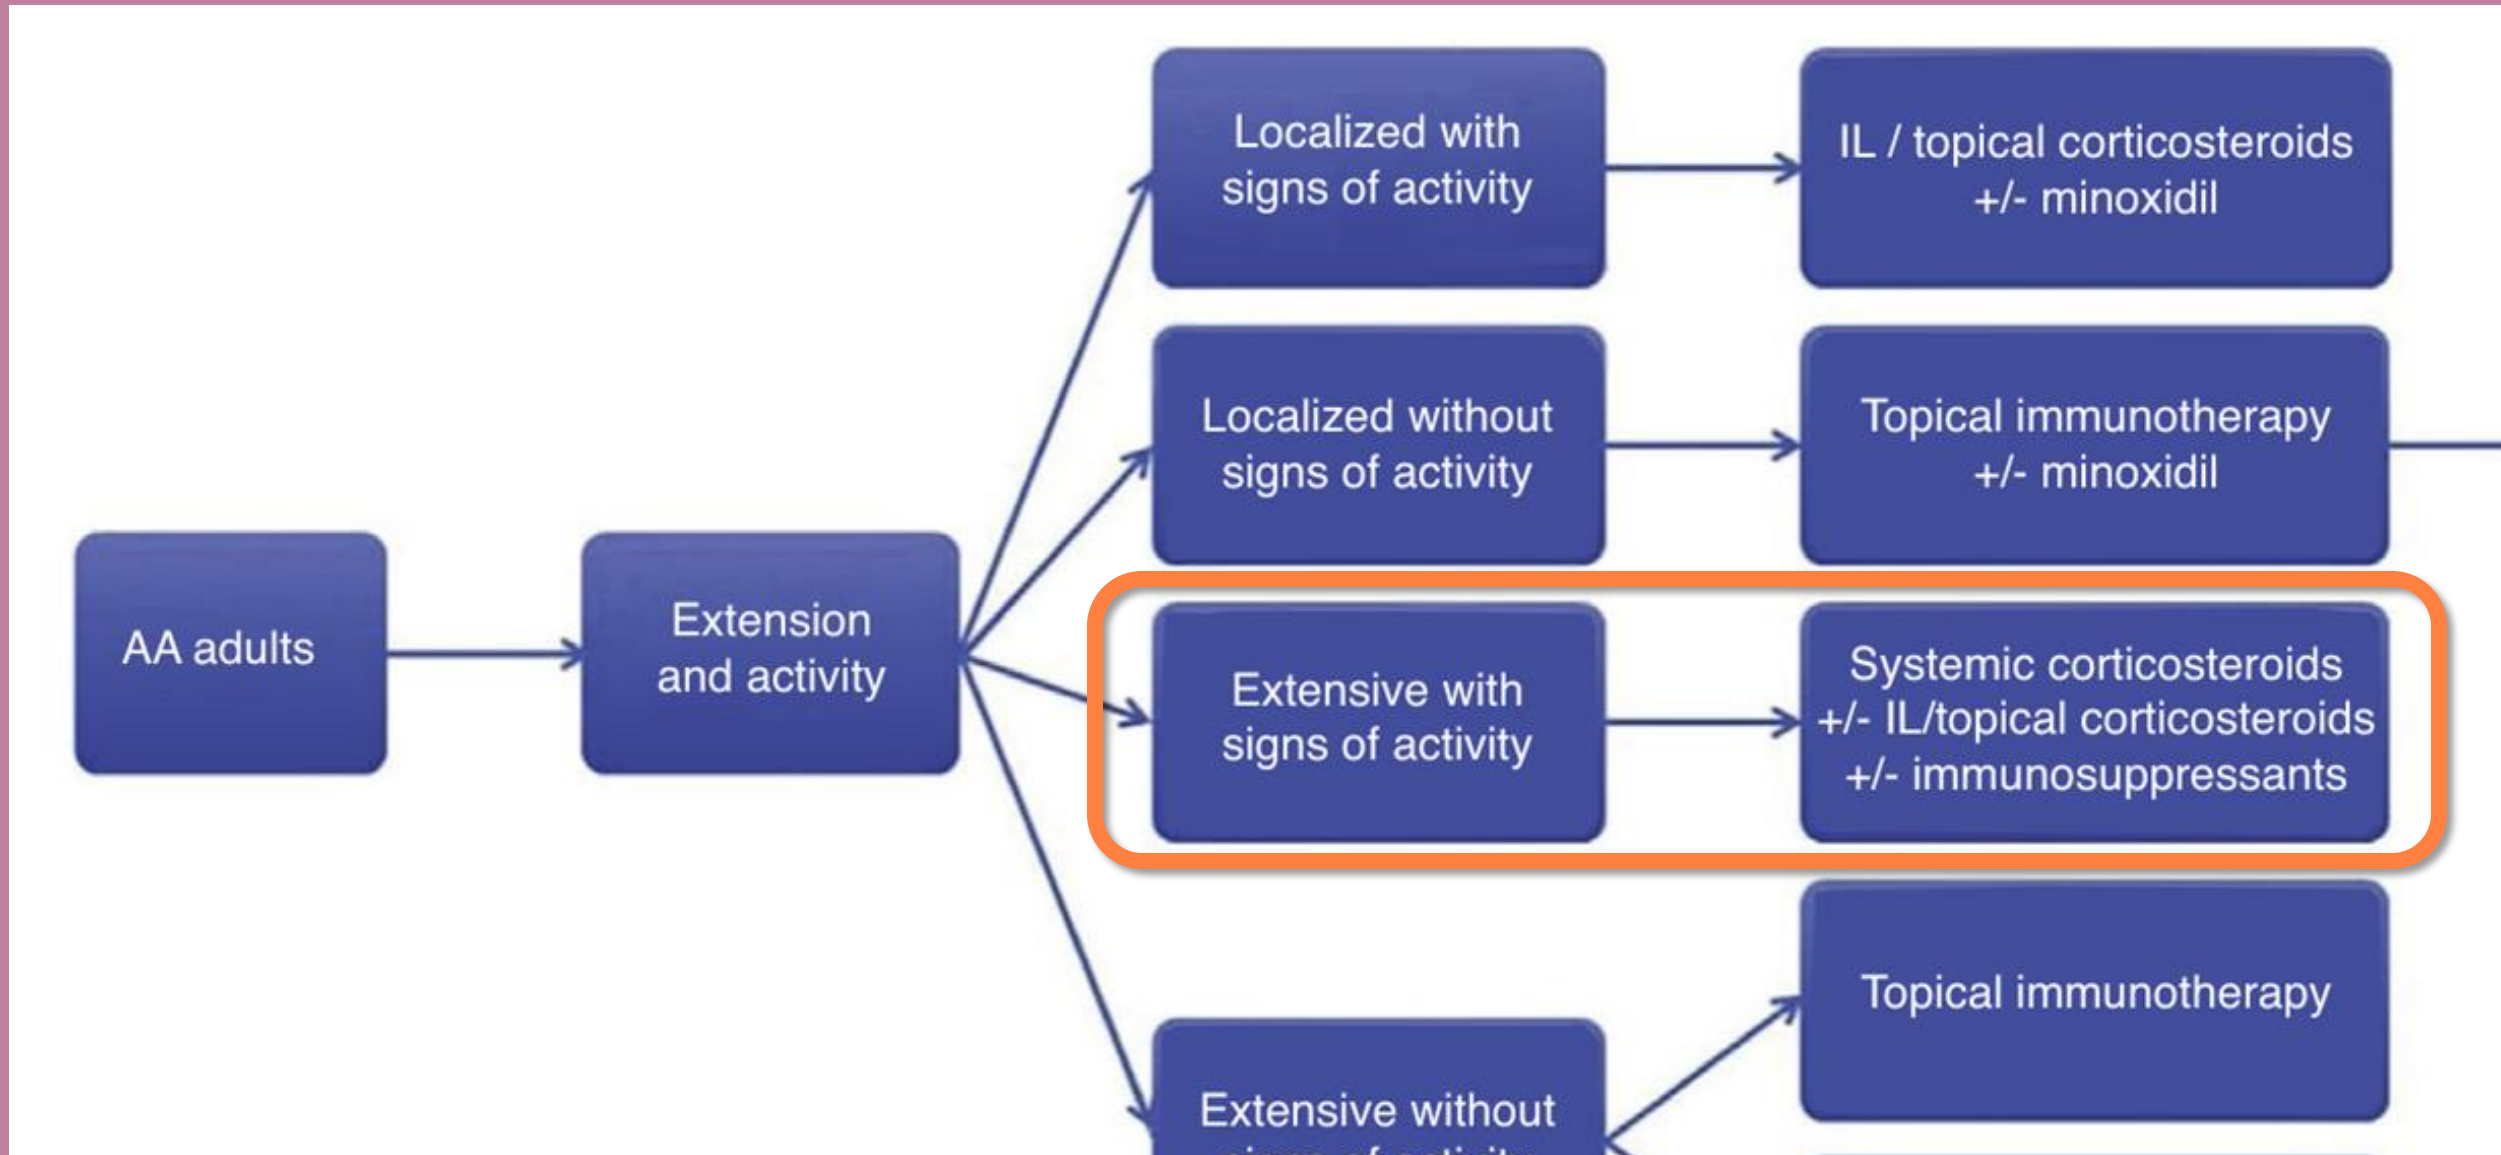 Localized with
signs of activity
IL / topical corticosteroids
+/- minoxidil
Localized without
signs of activity
Topical immunotherapy
+/- minoxidil
AA adults
Extension
and activity
Extensive with
signs of activity
Systemic corticosteroids
+/- IL/topical corticosteroids
+/- immunosuppressants
Topical immunotherapy
Extensive without